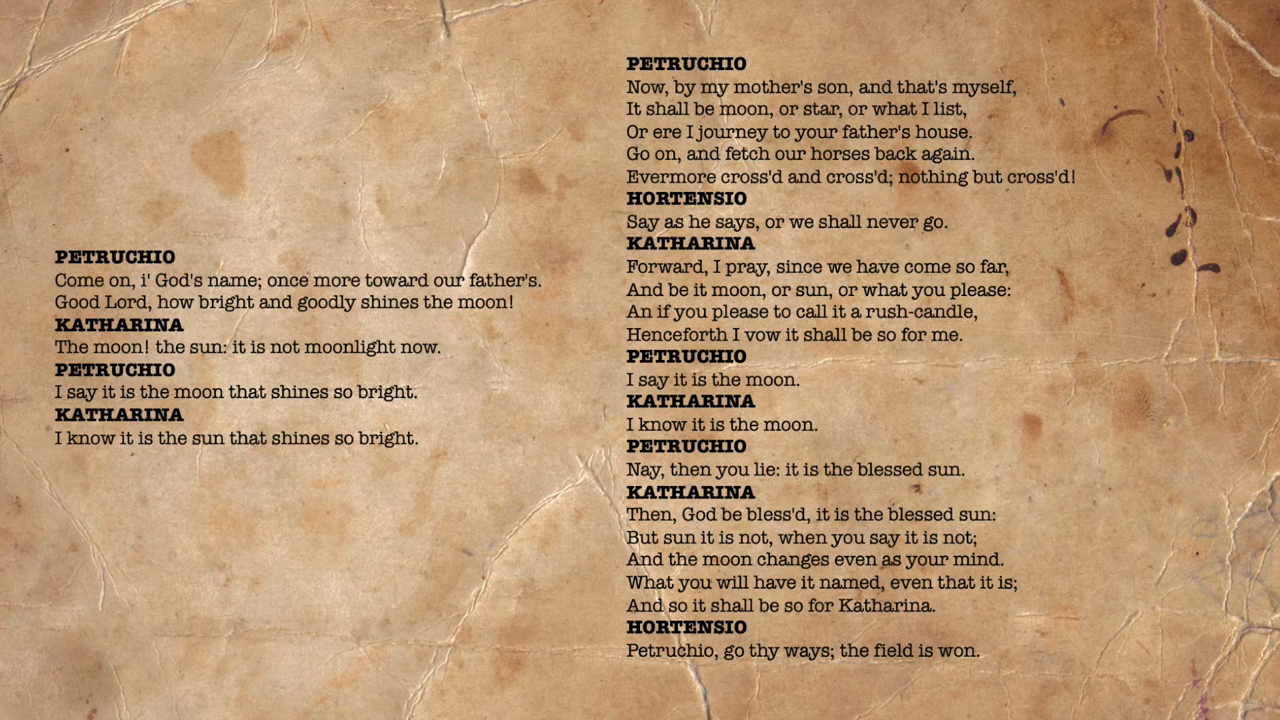 PETRUCHIO
Come on, i' God's name; once more toward our father's.
Good Lord, how bright and goodly shines the moon!
KATHARINA
The moon! the sun: it is not moonlight now.
PETRUCHIO
I say it is the moon that shines so bright.
KATHARINA
I know it is the sun that shines so bright.
PETRUCHIO
Now, by my mother's son, and that's myself,
It shall be moon, or star, or what I list,
Or ere I journey to your father's house.
Go on, and fetch our horses back again.
Evermore cross'd and cross'd; nothing but cross'd!
HORTENSIO
Say as he says, or we shall never go.
KATHARINA
Forward, I pray, since we have come so far,
And be it moon, or sun, or what you please:
An if you please to call it a rush-candle,
Henceforth I vow it shall be so for me.
PETRUCHIO
I say it is the moon.
KATHARINA
I know it is the moon.
PETRUCHIO
Nay, then you lie: it is the blessed sun.
KATHARINA
Then, God be bless'd, it is the blessed sun:
But sun it is not, when you say it is not;
And the moon changes even as your mind.
What you will have it named, even that it is;
And so it shall be so for Katharina.
HORTENSIO
Petruchio, go thy ways; the field is won.